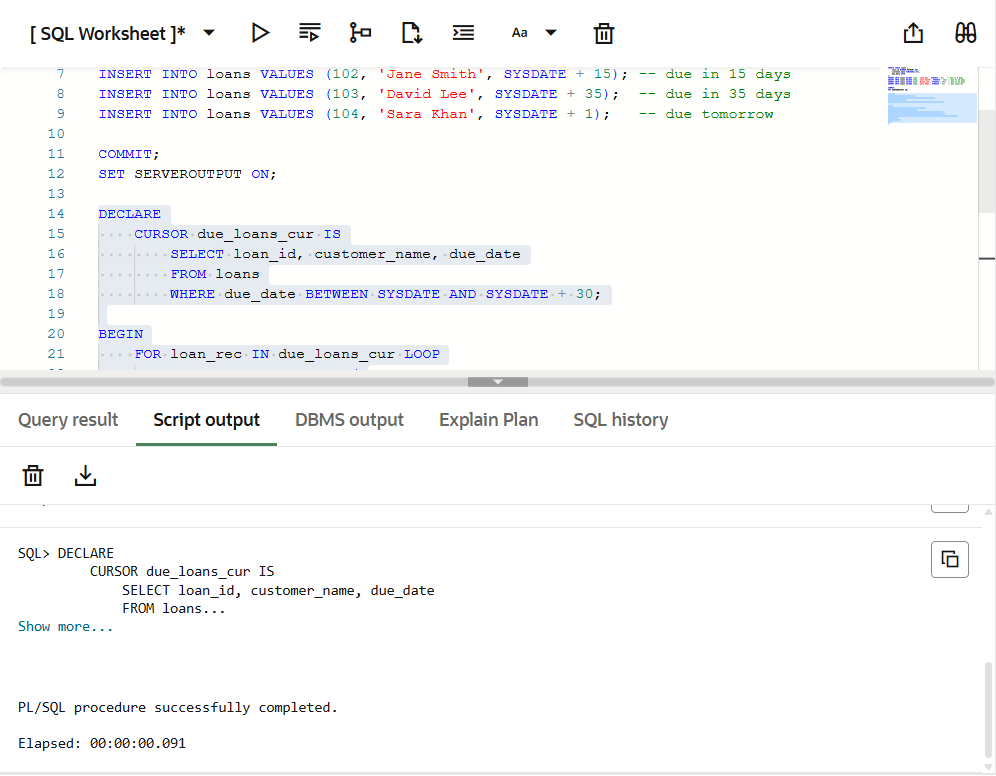 [ SQL Worksheet ]* Aa
7 INSERT INTO loans VALUES (102, 'Jane Smith', SYSDATE + 15); -- due in 15 days
8 INSERT INTO loans VALUES (103, 'David Lee', SYSDATE + 35);  -- due in 35 days
9 INSERT INTO loans VALUES (104, 'Sara Khan', SYSDATE + 1);   -- due tomorrow
10
11 COMMIT;
12 SET SERVEROUTPUT ON;
13
14 DECLARE
15 CURSOR due_loans_cur IS
16 SELECT loan_id, customer_name, due_date
17 FROM loans
18 WHERE due_date BETWEEN SYSDATE AND SYSDATE + 30;
19
20 BEGIN
21 FOR loan_rec IN due_loans_cur LOOP
Query result Script output DBMS output Explain Plan SQL history
SQL> DECLARE
CURSOR due_loans_cur IS
SELECT loan_id, customer_name, due_date
FROM loans...
Show more...
PL/SQL procedure successfully completed.
Elapsed: 00:00:00.091